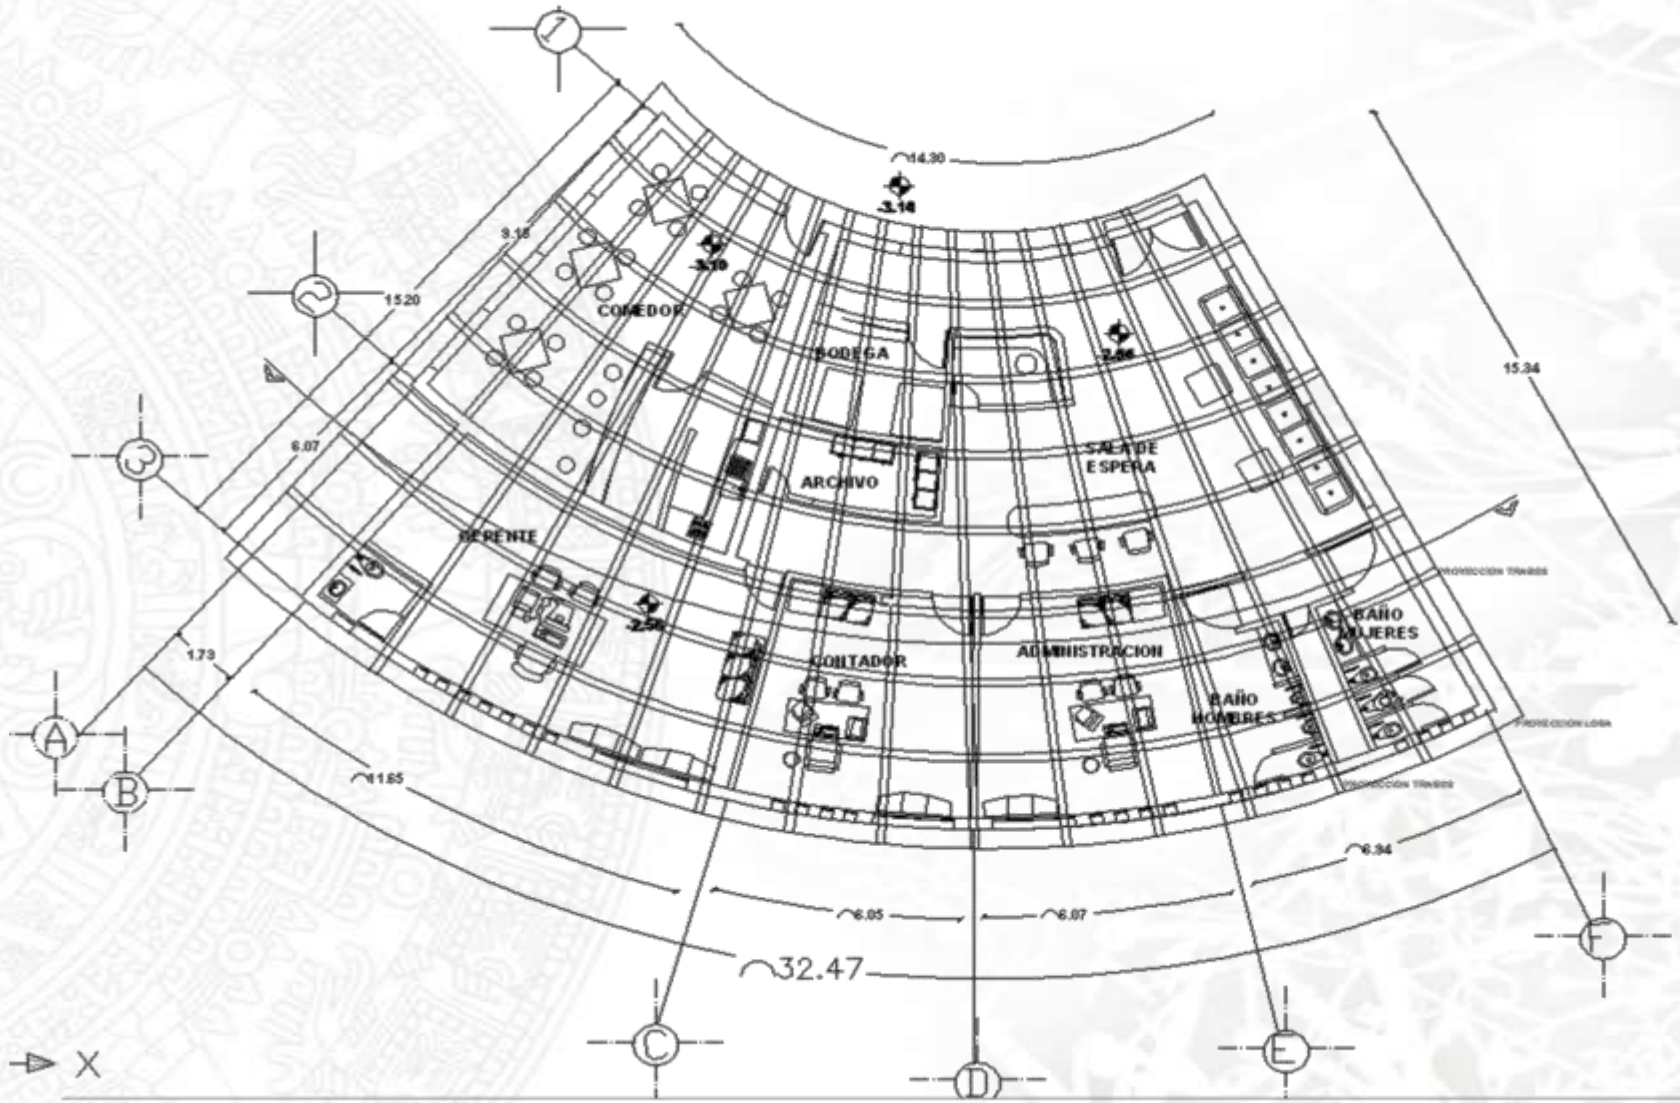 1
14.30
-3.14
9.15
-3.10
2
15.20
COMEDOR
BODEGA
15.34
3
6.07
SALA DE
ESPERA
ARCHIVO
GERENTE
PROYECCION TRABES
BAÑO
MUJERES
-2.56
1.73
CONTADOR
ADMINISTRACION
BAÑO
HOMBRES
PROYECCION LOSA
A
B
11.65
PROYECCION TRABES
6.94
6.05
6.07
32.47
F
C
D
E
X